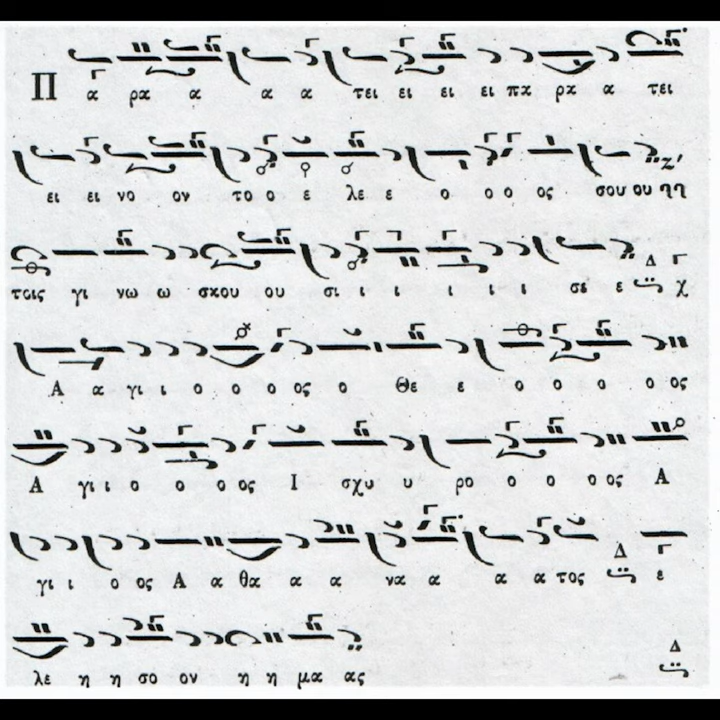 Π α ρα α α α τει ει ει ει πα ρα α τει
ει ει νο ον το ο ε λε ε ο ο ο ος σου ου ηη
τοις γι νω ω σκου ου σι ι ι ι ι ι σε ε Δ χ
Α α γι ι ο ο ο ος ο Θε ε ο ο ο ο ος
Α γι ι ο ο ο ος Ι σχυ υ ρο ο ο ο ος Α
γι ι ο ος Α α θα α α να α α α τος Δ ε
λε η η σο ον η η μα ας Δ